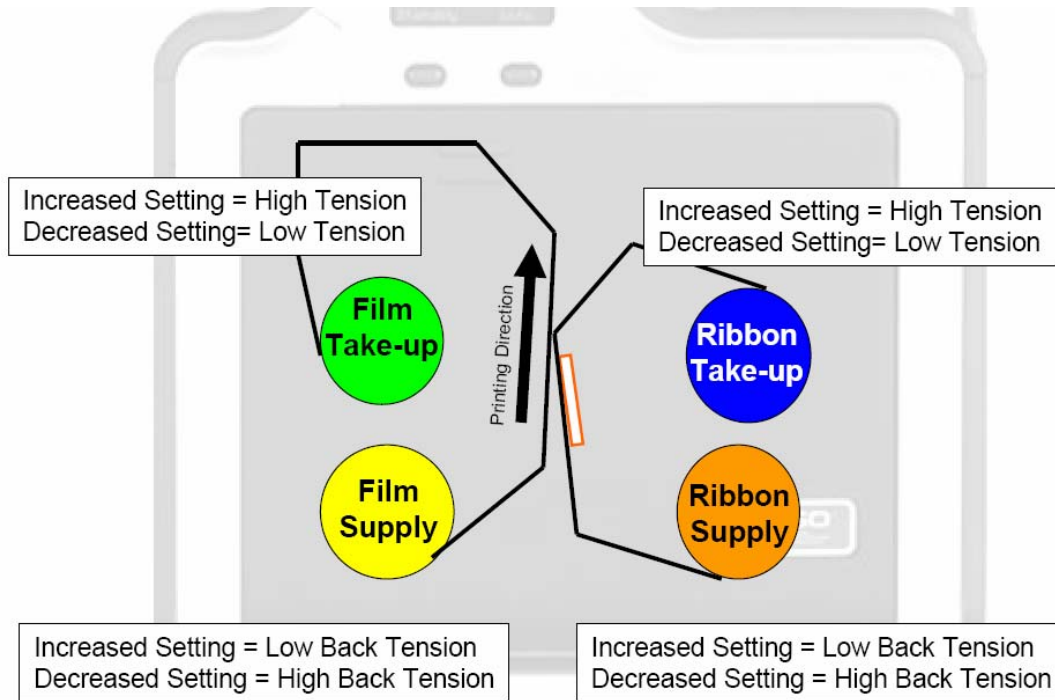 Increased Setting = High Tension
Decreased Setting= Low Tension
Increased Setting = High Tension
Decreased Setting= Low Tension
Film
Take-up
Printing Direction
Ribbon
Take-up
Film
Supply
Ribbon
Supply
Increased Setting = Low Back Tension
Decreased Setting = High Back Tension
Increased Setting = Low Back Tension
Decreased Setting = High Back Tension